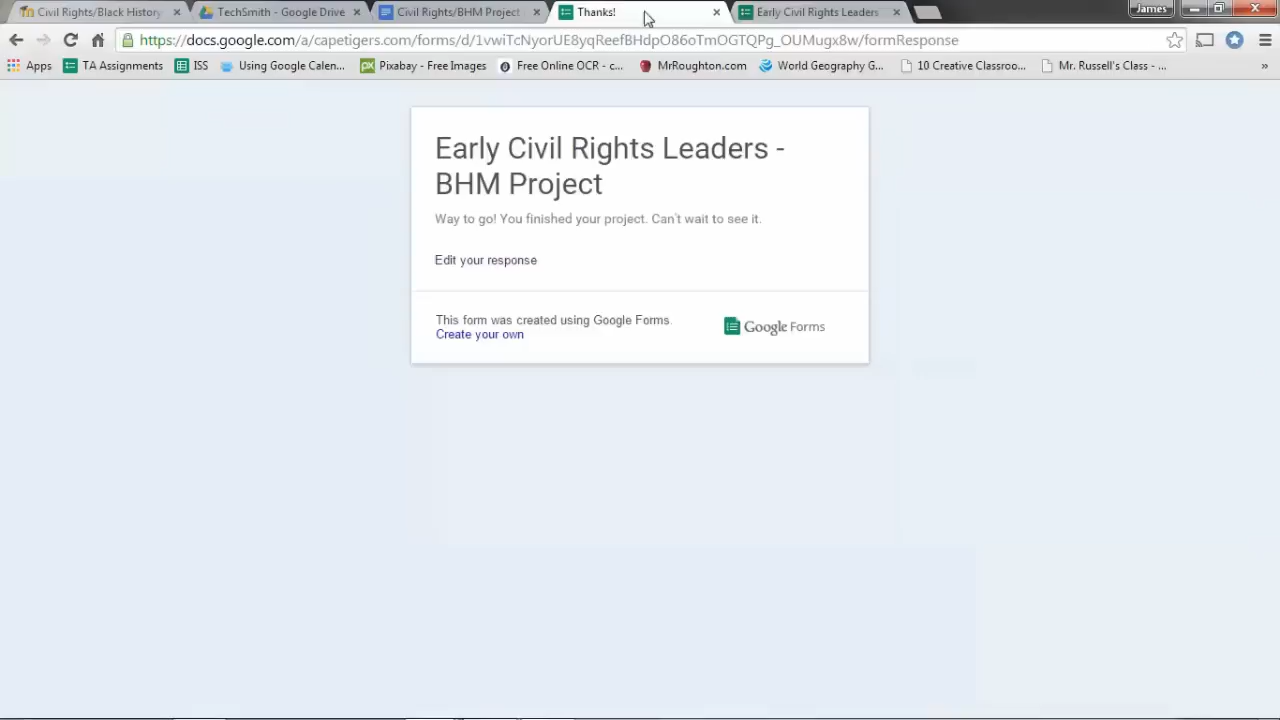 Civil Rights/Black History
TechSmith - Google Drive
Civil Rights/BHM Project
Thanks!
Early Civil Rights Leaders
James
https://docs.google.com/a/capetigers.com/forms/d/1vwiTcNyorUE8yqReefBHdpO86oTmOGTQPg_OUMugx8w/formResponse
Apps
TA Assignments
ISS
Using Google Calen...
px Pixabay - Free Images
Free Online OCR - c...
MrRoughton.com
World Geography G...
10 Creative Classroo...
Mr. Russell's Class - ...
»
Early Civil Rights Leaders -
BHM Project
Way to go! You finished your project. Can't wait to see it.
Edit your response
This form was created using Google Forms.
Create your own
Google Forms